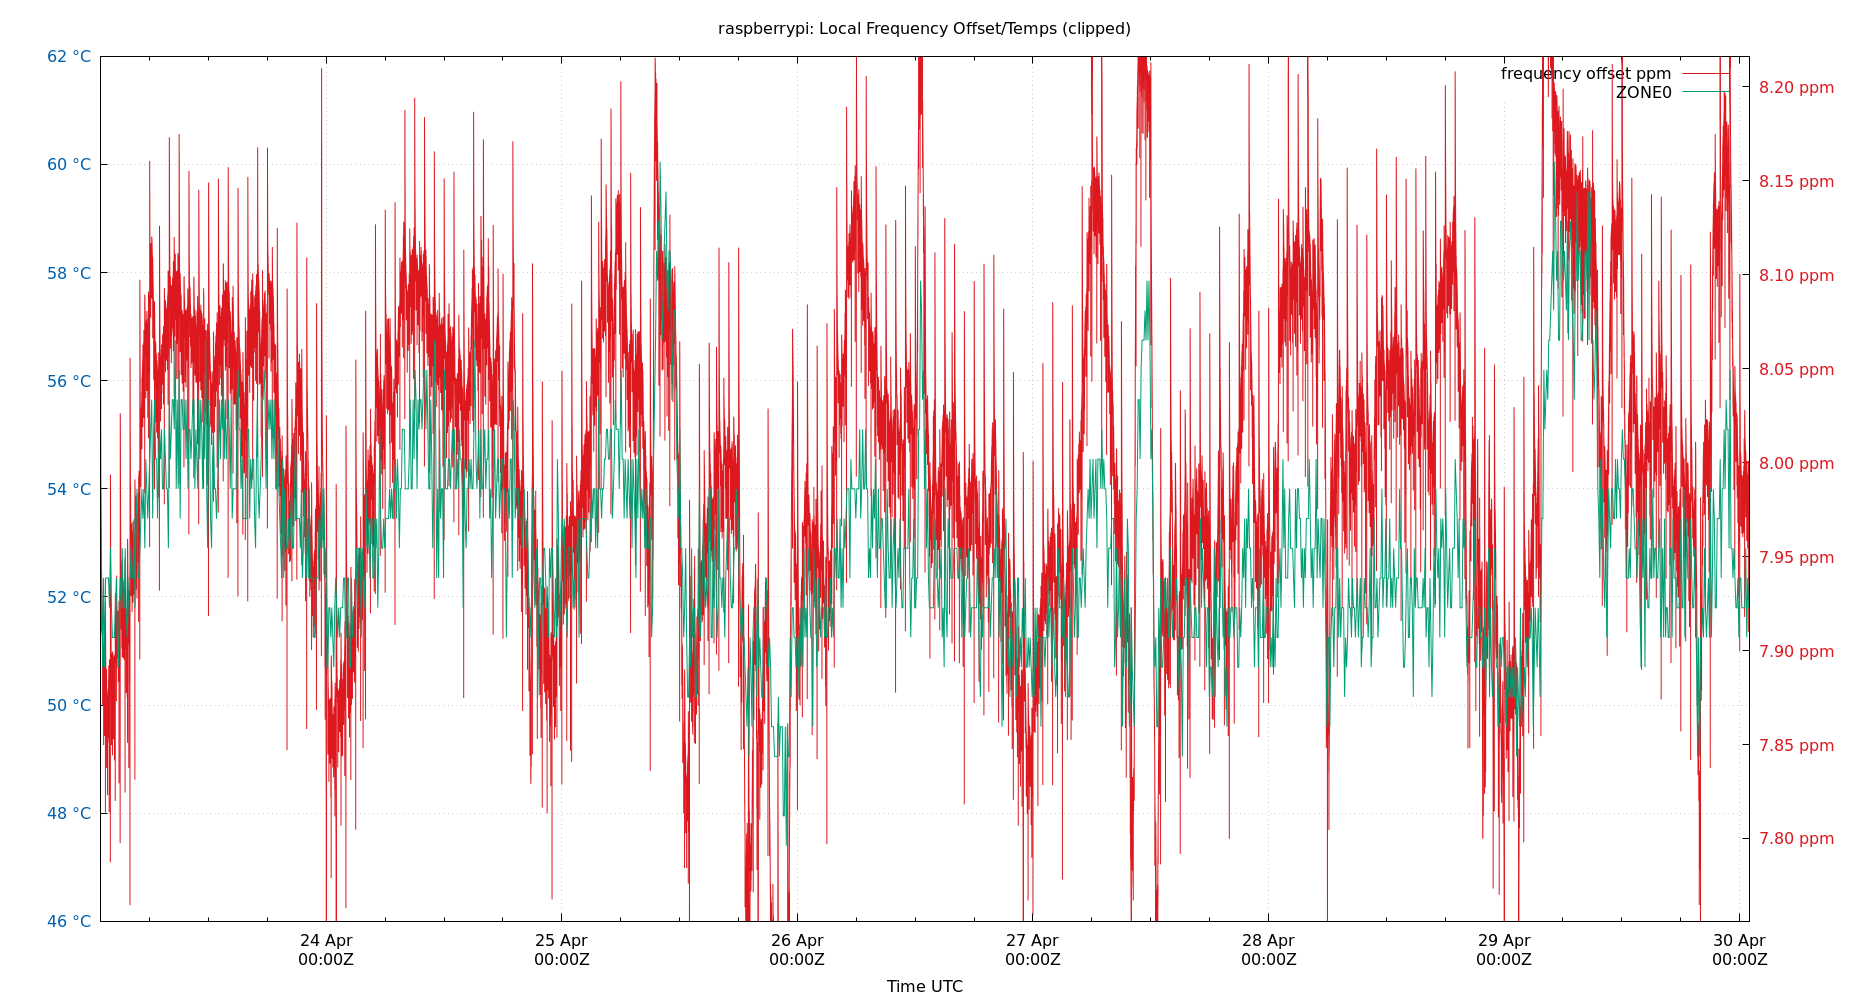 raspberrypi: Local Frequency Offset/Temps (clipped)
62 °C
60 °C
58 °C
56 °C
54 °C
52 °C
50 °C
48 °C
46 °C
frequency offset ppm
ZONE0
8.20 ppm
8.15 ppm
8.10 ppm
8.05 ppm
8.00 ppm
7.95 ppm
7.90 ppm
7.85 ppm
7.80 ppm
24 Apr 25 Apr 26 Apr 27 Apr 28 Apr 29 Apr 30 Apr
00:00Z 00:00Z 00:00Z 00:00Z 00:00Z 00:00Z 00:00Z
Time UTC